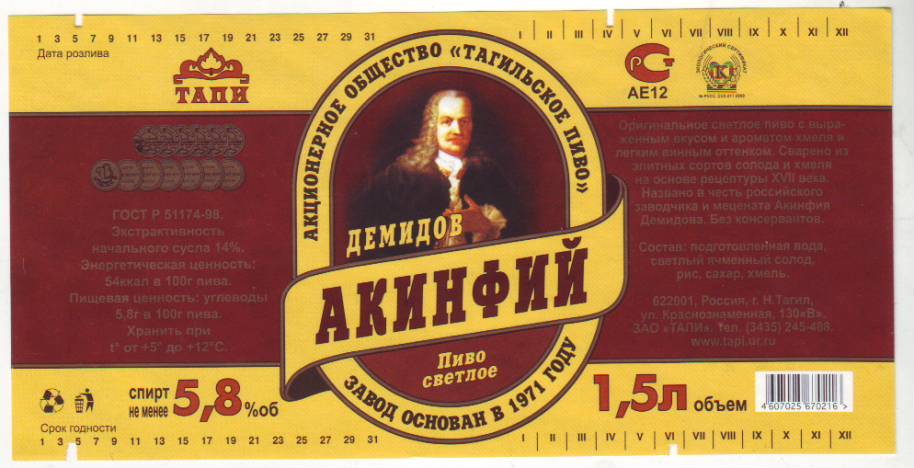 1 3 5 7 9 11 13 15 17 19 21 23 25 27 29 31
I II III IV V VI VII VIII IX X XI XII
Дата розлива
ТАПИ
АКЦИОНЕРНОЕ ОБЩЕСТВО «ТАГИЛЬСКОЕ ПИВО»
РС
АЕ12
ЭКОЛОГИЧЕСКИЙ СЕРТИФИКАТ
ГОСТ Р 51174-98.
Экстрактивность
начального сусла 14%.
Энергетическая ценность:
54ккал в 100г пива.
Пищевая ценность: углеводы
5,8г в 100г пива.
Хранить при
t° от +5° до +12°С.
ДЕМИДОВ
АКИНФИЙ
Пиво
светлое
ЗАВОД ОСНОВАН В 1971 ГОДУ
Оригинальное светлое пиво с выра-
женным вкусом и ароматом хмеля и
легким винным оттенком. Сварено из
элитных сортов солода и хмеля
на основе рецептуры XVII века.
Названо в честь российского
заводчика и мецената Акинфия
Демидова. Без консервантов.
Состав: подготовленная вода,
светлый ячменный солод,
рис, сахар, хмель.
622001, Россия, г. Н.Тагил,
ул. Краснознаменная, 130«В».
ЗАО «ТАПИ». Тел. (3435) 245-488.
www.tapi.ur.ru
спирт
не менее 5,8 %об
1,5л объем
4 607025 670216 >
Срок годности
1 3 5 7 9 11 13 15 17 19 21 23 25 27 29 31
I II III IV V VI VII VIII IX X XI XII